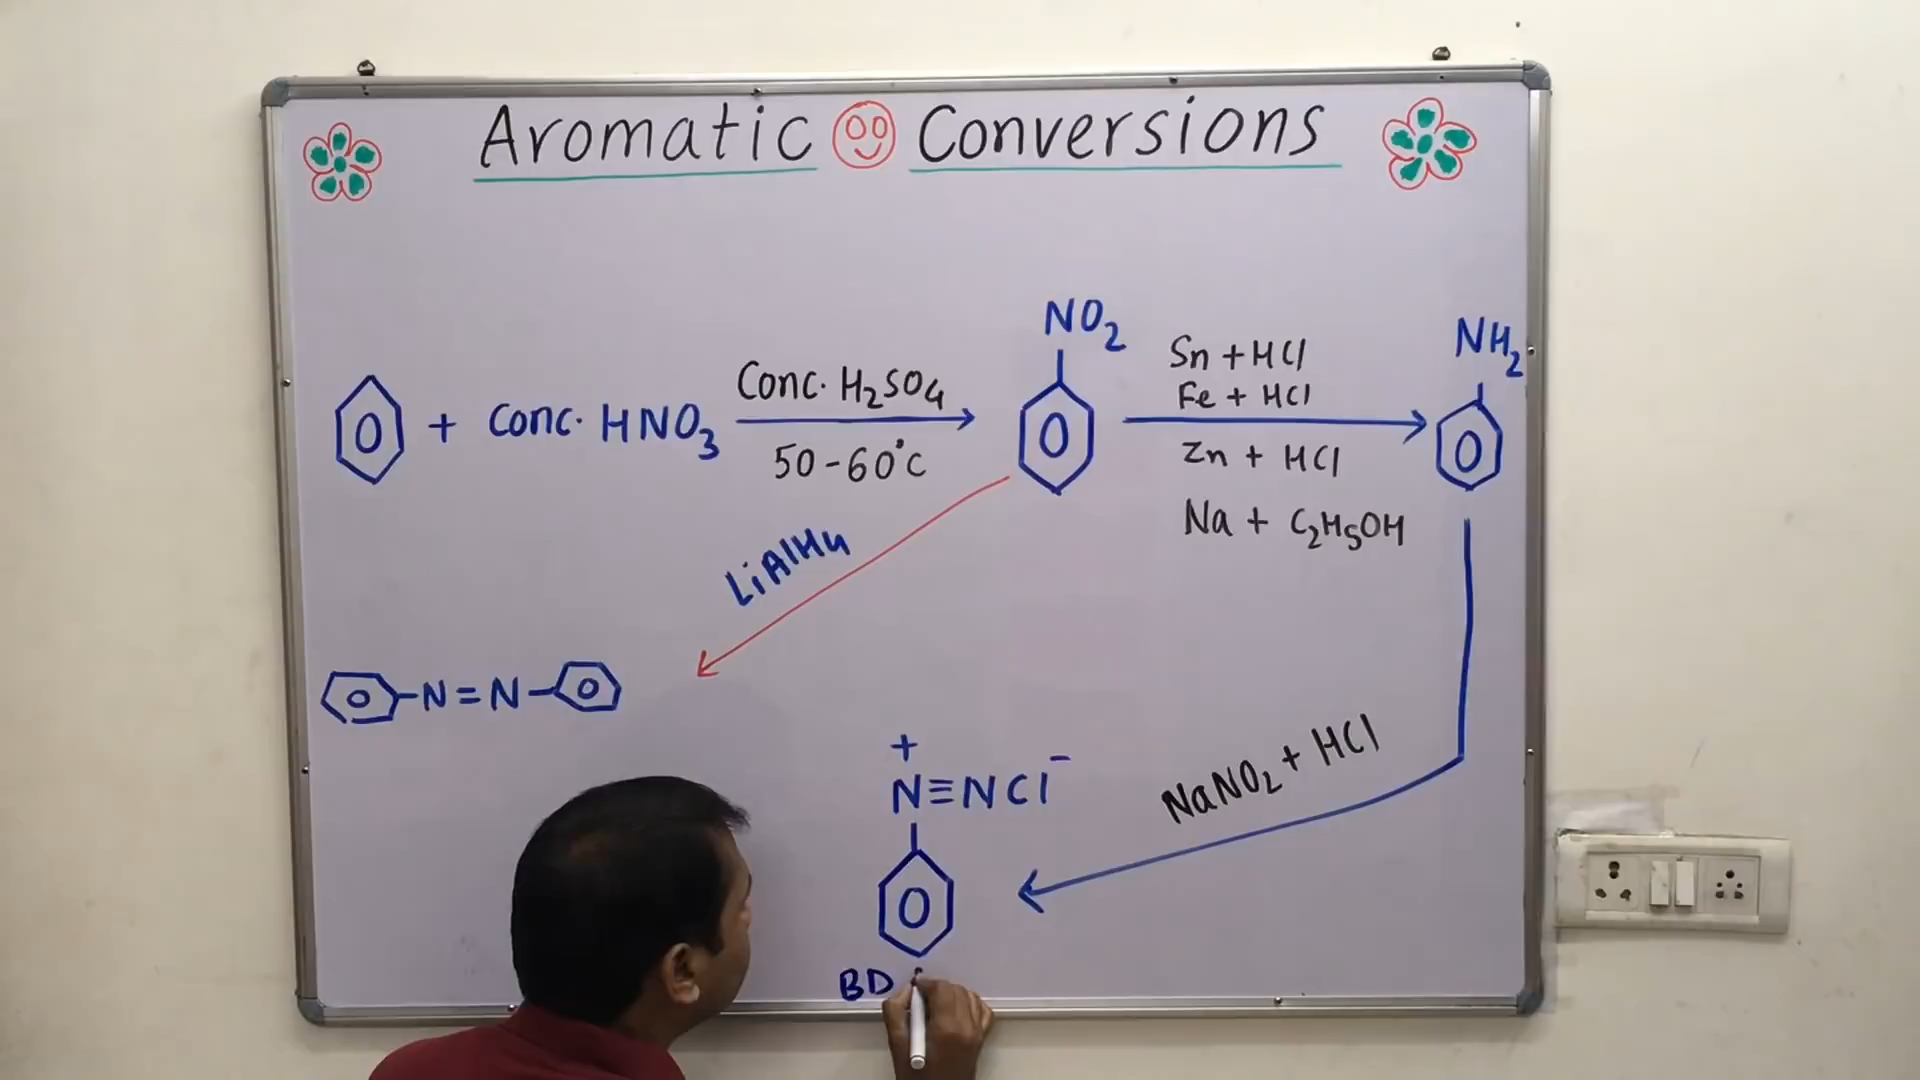 Aromatic Conversions
+ Conc. HNO₃
Conc. H₂SO₄
50-60°C
NO₂
Sn + HCl
Fe + HCl
Zn + HCl
Na + C₂H₅OH
NH₂
LiAlH₄
N=N
NaNO₂ + HCl
+
N≡NCl⁻
BD